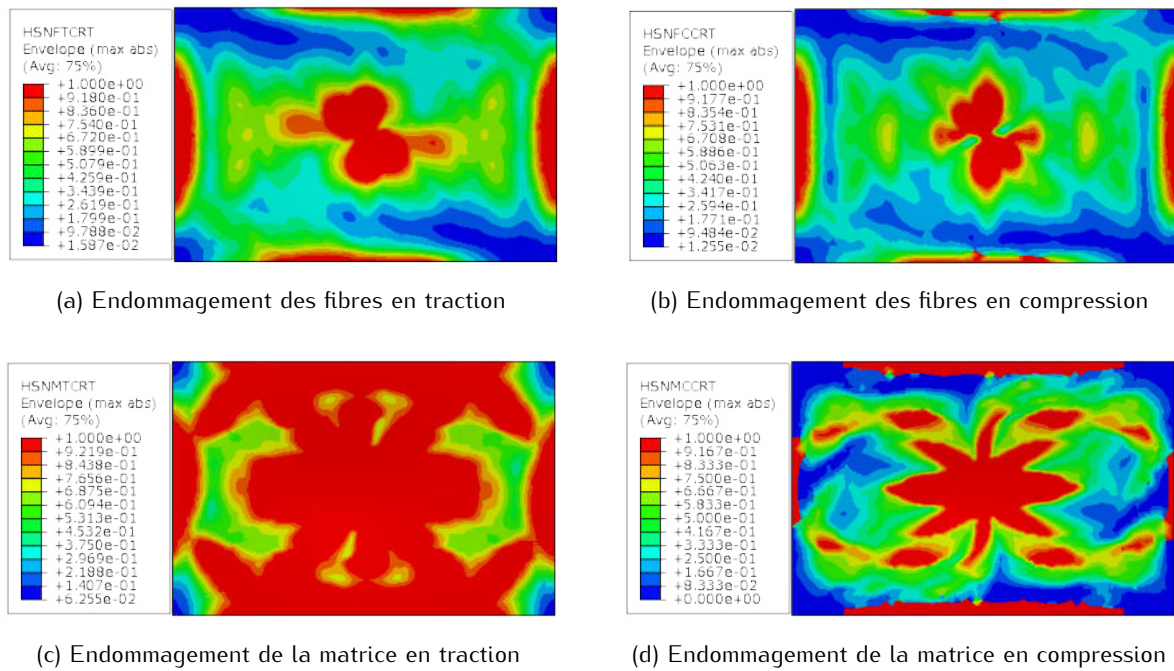 HSNFTCRT
Envelope (max abs)
(Avg: 75%)
+1.000e+00
+9.180e-01
+8.360e-01
+7.540e-01
+6.720e-01
+5.899e-01
+5.079e-01
+4.259e-01
+3.439e-01
+2.619e-01
+1.799e-01
+9.788e-02
+1.587e-02
HSNFCCRT
Envelope (max abs)
(Avg: 75%)
+1.000e+00
+9.177e-01
+8.354e-01
+7.531e-01
+6.708e-01
+5.886e-01
+5.063e-01
+4.240e-01
+3.417e-01
+2.594e-01
+1.771e-01
+9.484e-02
+1.255e-02
(a) Endommagement des fibres en traction
(b) Endommagement des fibres en compression
HSNMTCRT
Envelope (max abs)
(Avg: 75%)
+1.000e+00
+9.219e-01
+8.438e-01
+7.656e-01
+6.875e-01
+6.094e-01
+5.313e-01
+4.532e-01
+3.750e-01
+2.969e-01
+2.188e-01
+1.407e-01
+6.255e-02
HSNMCCRT
Envelope (max abs)
(Avg: 75%)
+1.000e+00
+9.167e-01
+8.333e-01
+7.500e-01
+6.667e-01
+5.833e-01
+5.000e-01
+4.167e-01
+3.333e-01
+2.500e-01
+1.667e-01
+8.333e-02
+0.000e+00
(c) Endommagement de la matrice en traction
(d) Endommagement de la matrice en compression